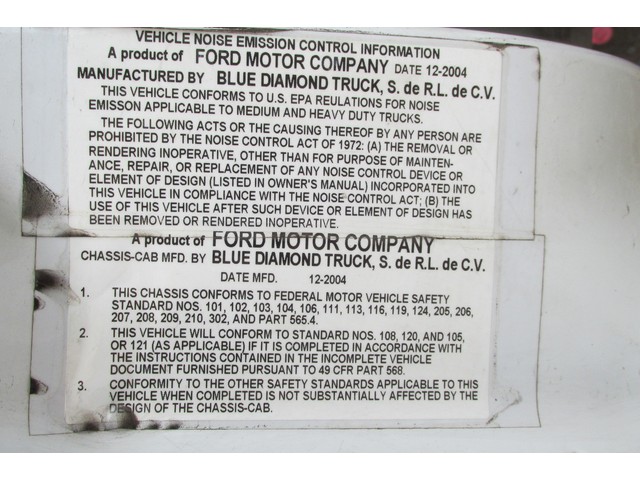 VEHICLE NOISE EMISSION CONTROL INFORMATION
A product of FORD MOTOR COMPANY DATE 12-2004
MANUFACTURED BY BLUE DIAMOND TRUCK, S. de R.L. de C.V.
THIS VEHICLE CONFORMS TO U.S. EPA REULATIONS FOR NOISE
EMISSON APPLICABLE TO MEDIUM AND HEAVY DUTY TRUCKS.
THE FOLLOWING ACTS OR THE CAUSING THEREOF BY ANY PERSON ARE
PROHIBITED BY THE NOISE CONTROL ACT OF 1972: (A) THE REMOVAL OR
RENDERING INOPERATIVE, OTHER THAN FOR PURPOSE OF MAINTEN-
ANCE, REPAIR, OR REPLACEMENT OF ANY NOISE CONTROL DEVICE OR
ELEMENT OF DESIGN (LISTED IN OWNER'S MANUAL) INCORPORATED INTO
THIS VEHICLE IN COMPLIANCE WITH THE NOISE CONTROL ACT; (B) THE
USE OF THIS VEHICLE AFTER SUCH DEVICE OR ELEMENT OF DESIGN HAS
BEEN REMOVED OR RENDERED INOPERATIVE.
A product of FORD MOTOR COMPANY
CHASSIS-CAB MFD. BY BLUE DIAMOND TRUCK, S. de R.L. de C.V.
DATE MFD. 12-2004
1. THIS CHASSIS CONFORMS TO FEDERAL MOTOR VEHICLE SAFETY
STANDARD NOS. 101, 102, 103, 104, 106, 111, 113, 116, 119, 124, 205, 206,
207, 208, 209, 210, 302, AND PART 565.4.
2. THIS VEHICLE WILL CONFORM TO STANDARD NOS. 108, 120, AND 105,
OR 121 (AS APPLICABLE) IF IT IS COMPLETED IN ACCORDANCE WITH
THE INSTRUCTIONS CONTAINED IN THE INCOMPLETE VEHICLE
DOCUMENT FURNISHED PURSUANT TO 49 CFR PART 568.
3. CONFORMITY TO THE OTHER SAFETY STANDARDS APPLICABLE TO THIS
VEHICLE WHEN COMPLETED IS NOT SUBSTANTIALLY AFFECTED BY THE
DESIGN OF THE CHASSIS-CAB.